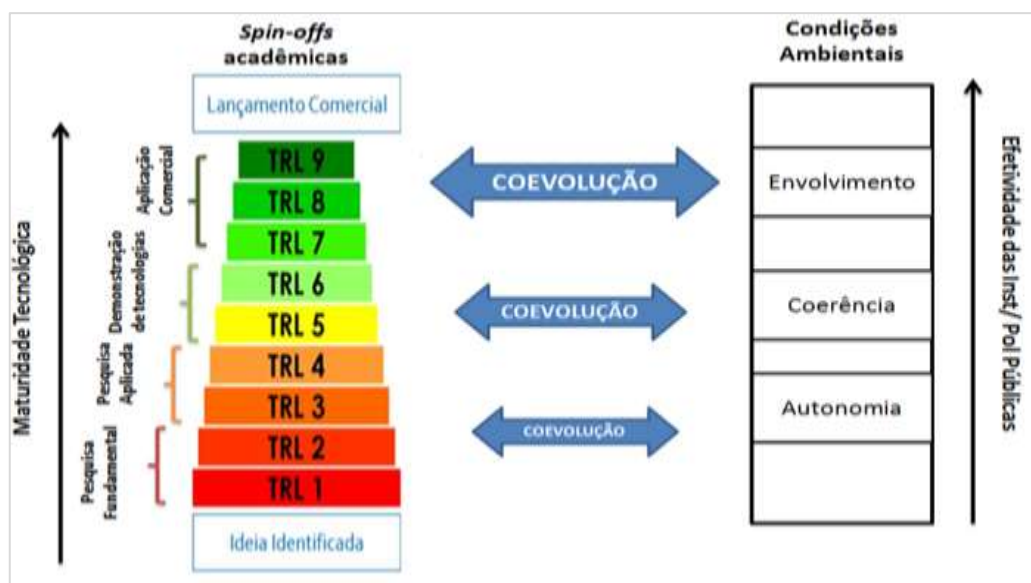 Spin-offs
acadêmicas
Lançamento Comercial
TRL 9
TRL 8
TRL 7
TRL 6
TRL 5
TRL 4
TRL 3
TRL 2
TRL 1
Ideia Identificada
Maturidade Tecnológica
Aplicação
Comercial
Demonstração
de tecnologias
Pesquisa
Aplicada
Pesquisa
Fundamental
COEVOLUÇÃO
COEVOLUÇÃO
COEVOLUÇÃO
Condições
Ambientais
Envolvimento
Coerência
Autonomia
Efetividade das Inst/ Pol Públicas